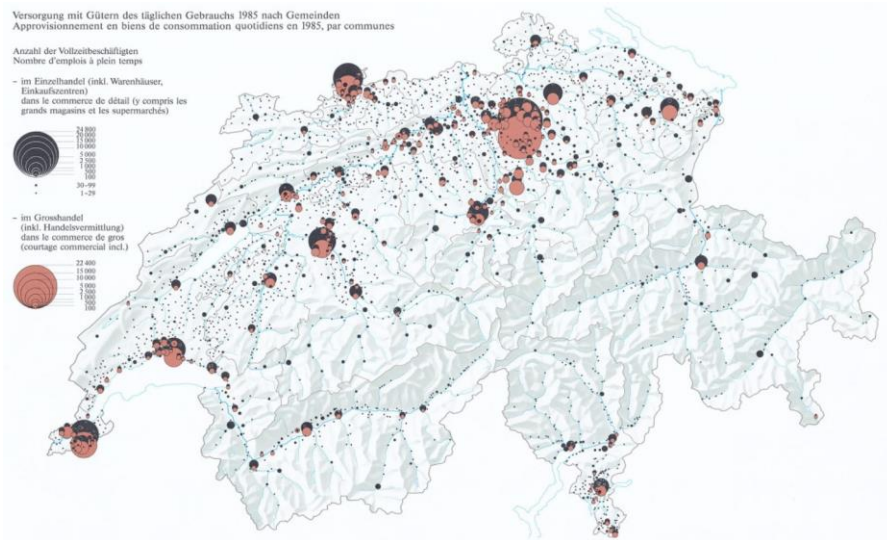 Versorgung mit Gütern des täglichen Gebrauchs 1985 nach Gemeinden
Approvisionnement en biens de consommation quotidiens en 1985, par communes
Anzahl der Vollzeitbeschäftigten
Nombre d'emplois à plein temps
– im Einzelhandel (inkl. Warenhäuser,
Einkaufszentren)
dans le commerce de détail (y compris les
grands magasins et les supermarchés)
24 800
20 000
15 000
10 000
5 000
2 500
1 000
500
100
30–99
1–29
– im Grosshandel
(inkl. Handelsvermittlung)
dans le commerce de gros
(courtage commercial incl.)
22 400
15 000
10 000
5 000
2 500
1 000
500
100